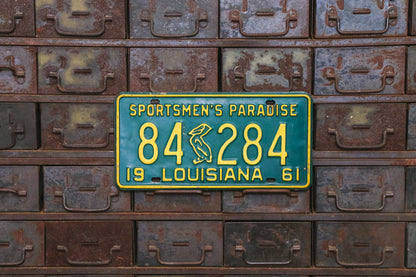 SPORTSMEN'S PARADISE
84 284
19 LOUISIANA 61